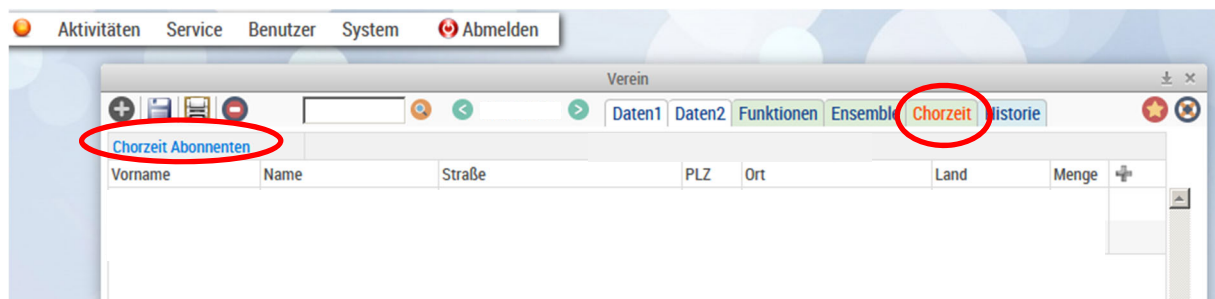 Aktivitäten Service Benutzer System Abmelden
Verein
Daten1 Daten2 Funktionen Ensemble Chorzeit Historie
Chorzeit Abonnenten
Vorname Name Straße PLZ Ort Land Menge